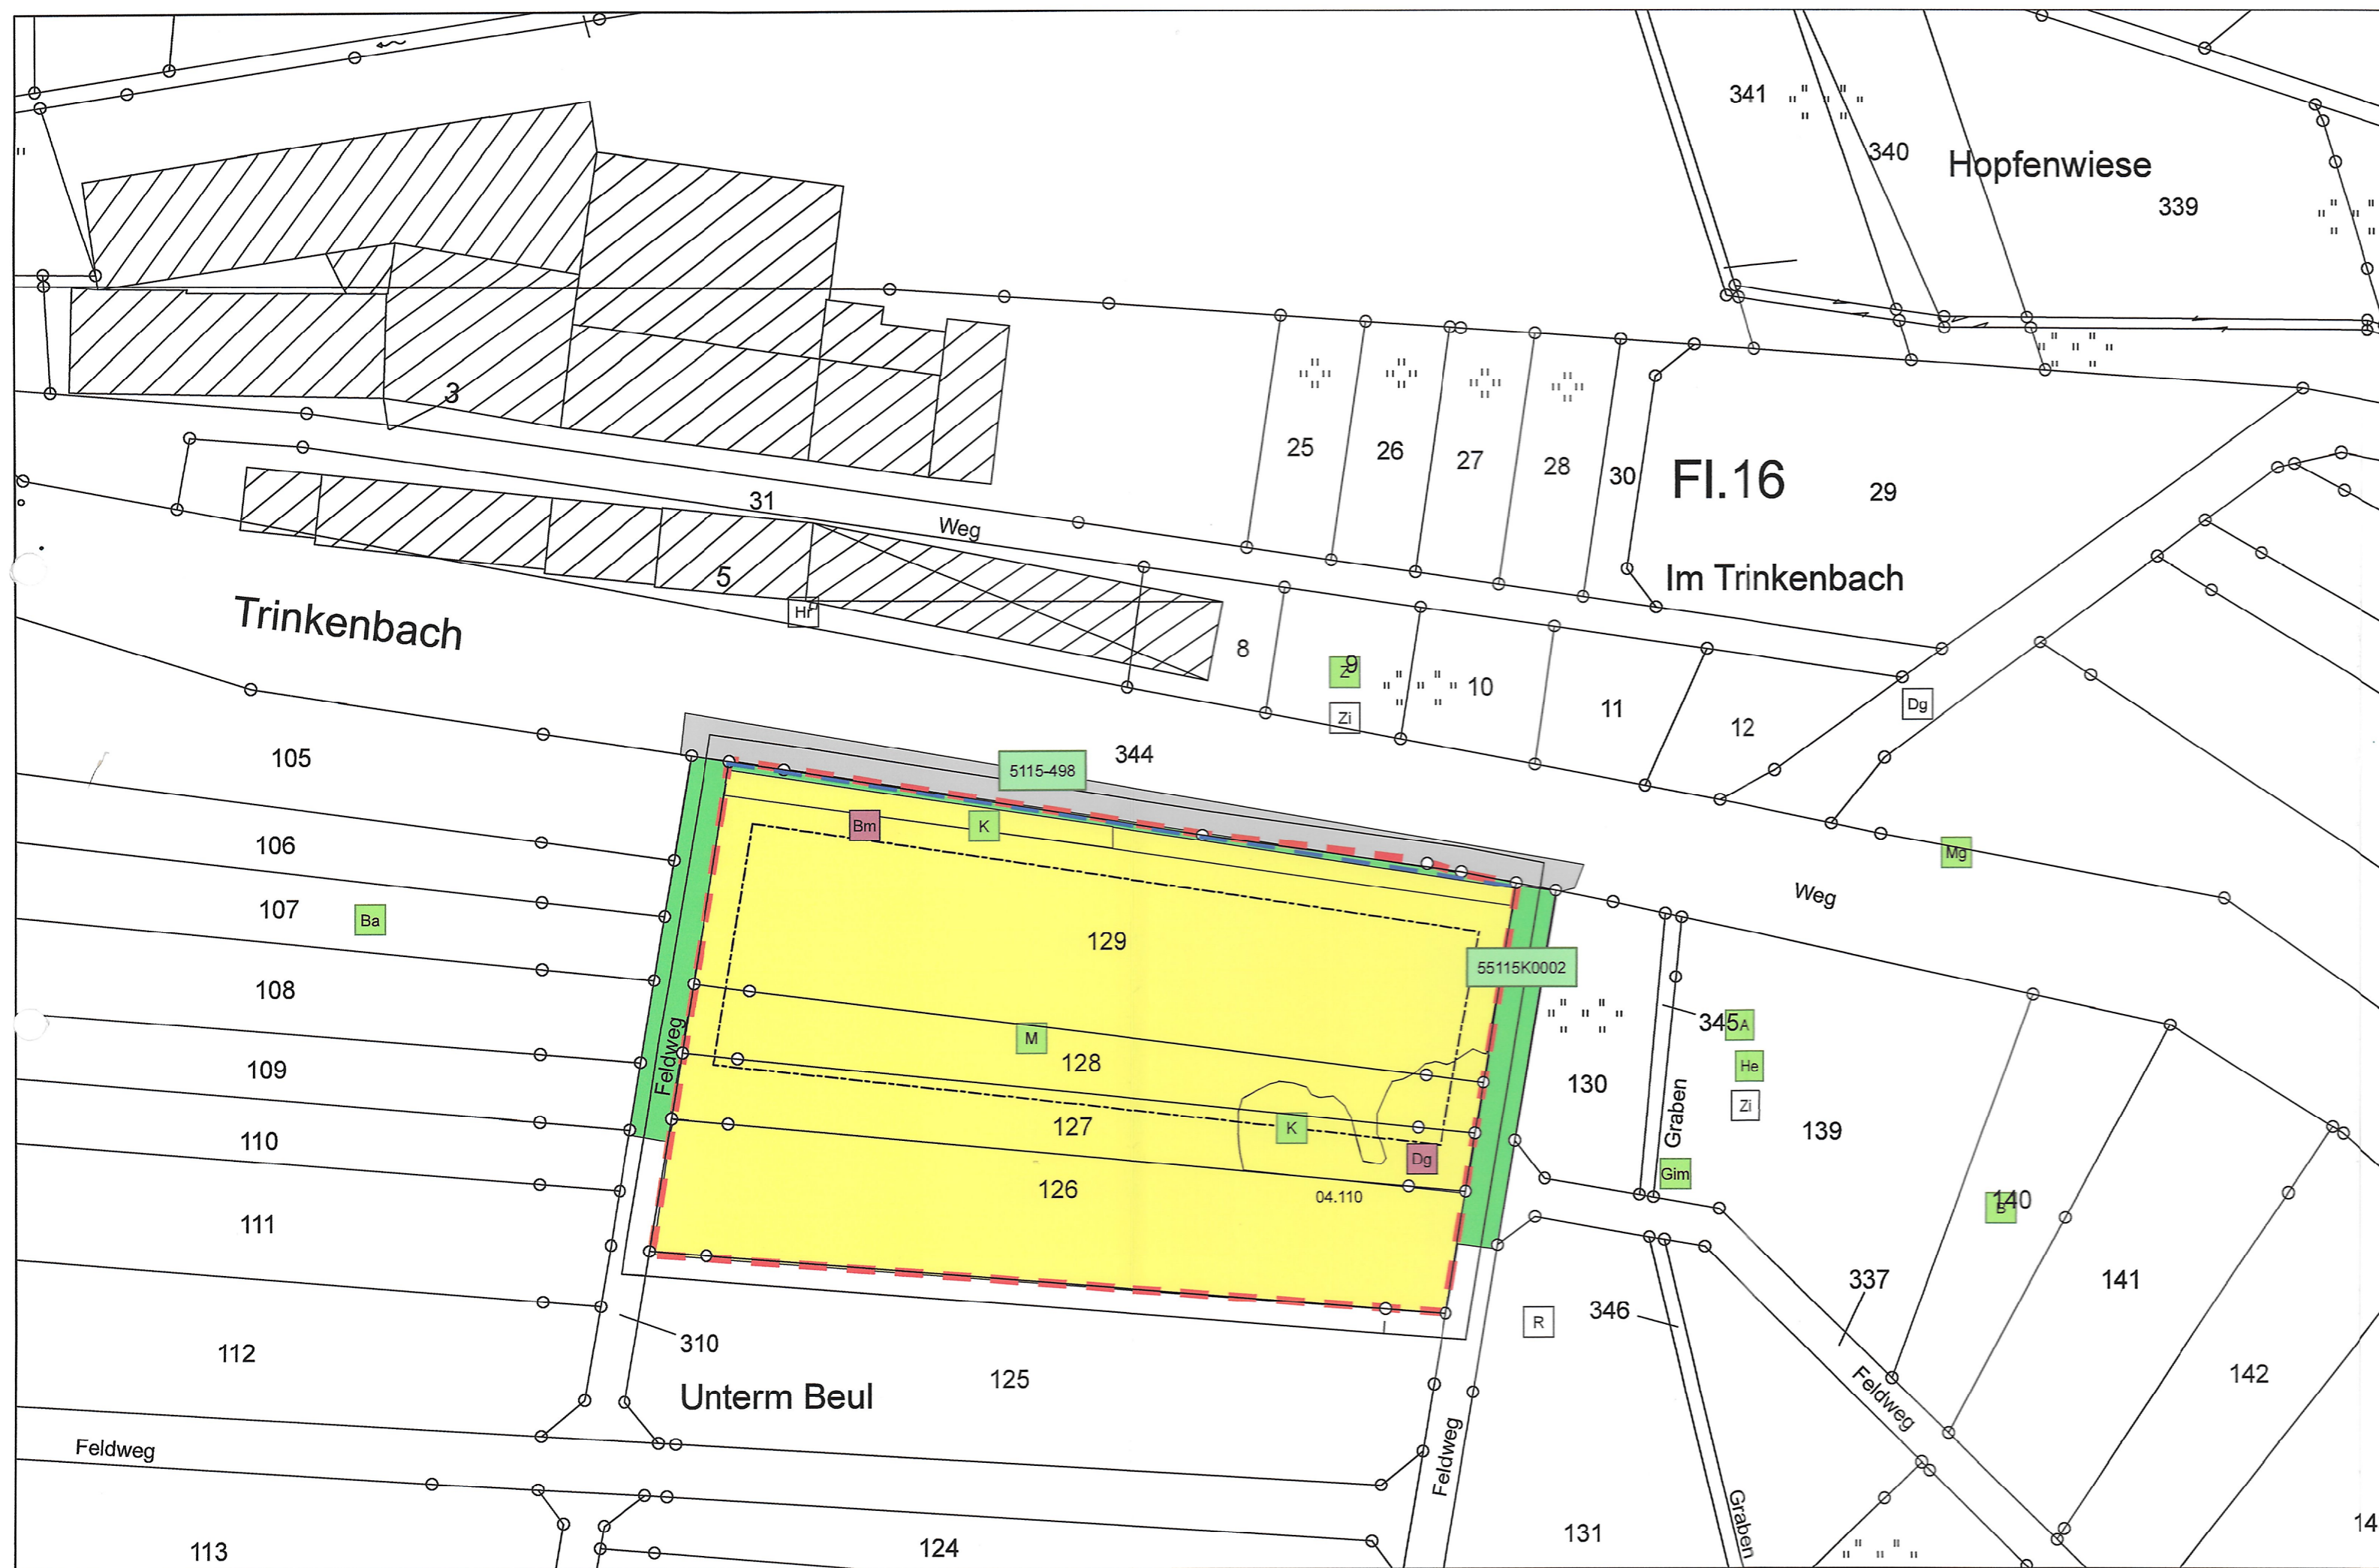 341
340
Hopfenwiese
339
3
31
Weg
25
26
27
28
30
Fl.16
29
5
Hr
Im Trinkenbach
Trinkenbach
8
9
Z
Zi
10
11
12
Dg
105
344
5115-498
Bm
K
106
Mg
Weg
107
Ba
129
55115K0002
108
M
128
345
A
He
Zi
109
Feldweg
130
Graben
110
127
K
Dg
139
Gim
111
126
04.110
140
B
337
141
310
R
346
112
125
Unterm Beul
142
Feldweg
Feldweg
Feldweg
Graben
113
124
131
14